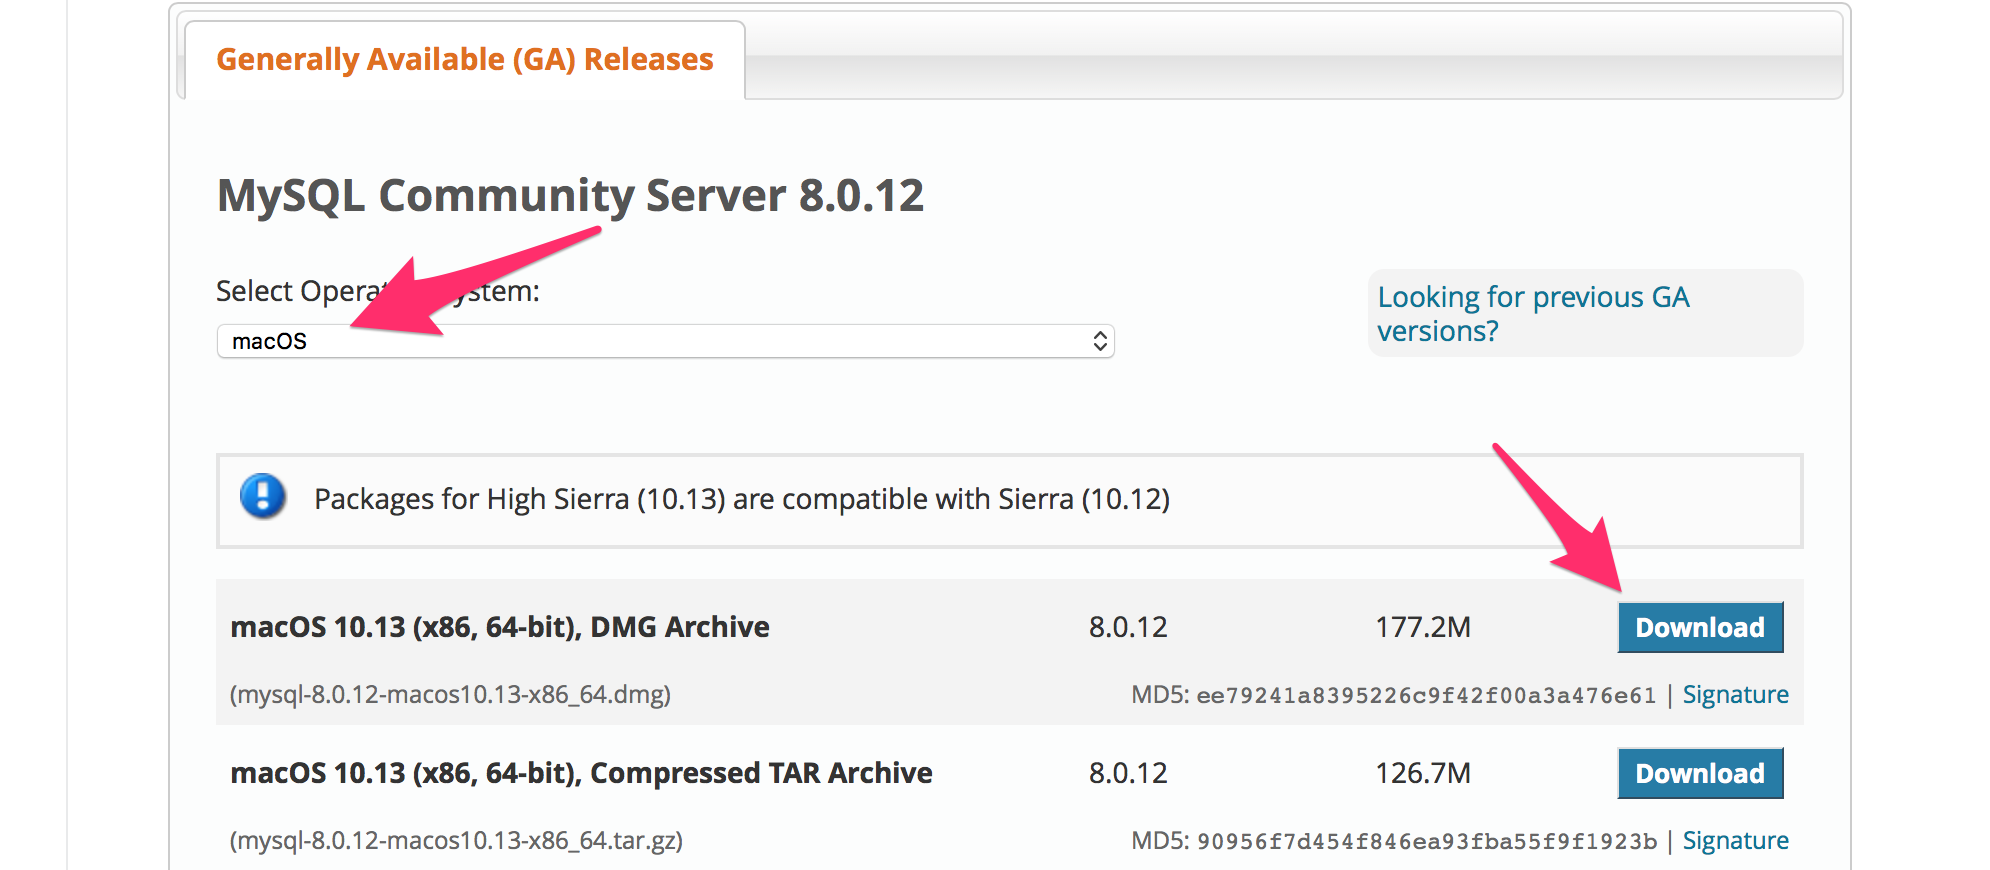 Generally Available (GA) Releases
MySQL Community Server 8.0.12
Select Operat ystem:
macOS
Looking for previous GA
versions?
Packages for High Sierra (10.13) are compatible with Sierra (10.12)
macOS 10.13 (x86, 64-bit), DMG Archive 8.0.12 177.2M Download
(mysql-8.0.12-macos10.13-x86_64.dmg) MD5: ee79241a8395226c9f42f00a3a476e61 | Signature
macOS 10.13 (x86, 64-bit), Compressed TAR Archive 8.0.12 126.7M Download
(mysql-8.0.12-macos10.13-x86_64.tar.gz) MD5: 90956f7d454f846ea93fba55f9f1923b | Signature